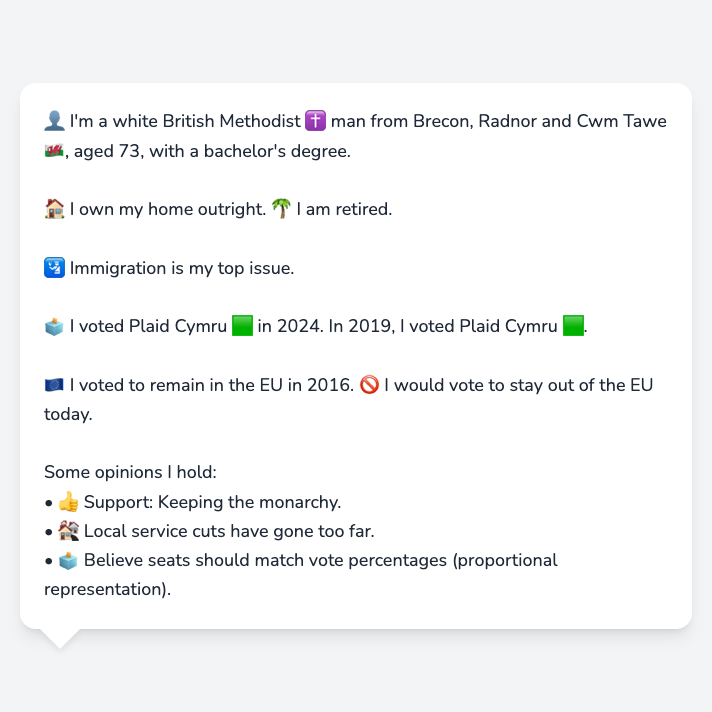 👤 I'm a white British Methodist ✝️ man from Brecon, Radnor and Cwm Tawe
🏴󠁧󠁢󠁷󠁬󠁳󠁿, aged 73, with a bachelor's degree.
🏠 I own my home outright. 🌴 I am retired.
🛂 Immigration is my top issue.
🗳️ I voted Plaid Cymru 🟩 in 2024. In 2019, I voted Plaid Cymru 🟩.
🇪🇺 I voted to remain in the EU in 2016. 🚫 I would vote to stay out of the EU
today.
Some opinions I hold:
• 👍 Support: Keeping the monarchy.
• 🏚️ Local service cuts have gone too far.
• 🗳️ Believe seats should match vote percentages (proportional
representation).